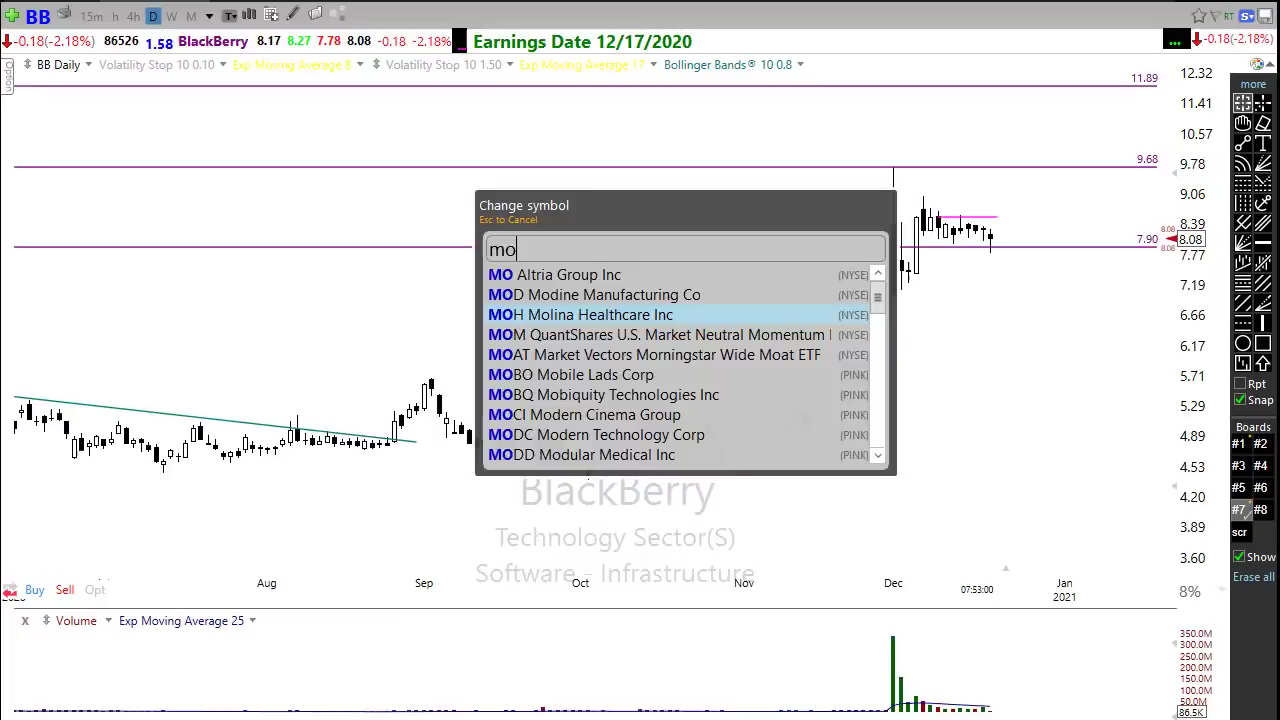 BB 15m h 4h D W M T RT S
-0.18(-2.18%) 86526 1.58 BlackBerry 8.17 8.27 7.78 8.08 -0.18 -2.18% Earnings Date 12/17/2020 ... -0.18(-2.18%)
Option BB Daily Volatility Stop 10 0.10 Exp Moving Average 8 Volatility Stop 10 1.50 Exp Moving Average 17 Bollinger Bands® 10 0.8
12.32
11.89
11.41
10.57
9.78
9.68
9.06
8.39
8.08
7.90
8.08
8.08
7.77
7.19
6.66
6.17
5.71
5.29
4.89
4.53
4.20
3.89
3.60
Change symbol
Esc to Cancel
mo
MO Altria Group Inc (NYSE)
MOD Modine Manufacturing Co (NYSE)
MOH Molina Healthcare Inc (NYSE)
MOM QuantShares U.S. Market Neutral Momentum (NYSE)
MOAT Market Vectors Morningstar Wide Moat ETF (NYSE)
MOBO Mobile Lads Corp (PINK)
MOBQ Mobiquity Technologies Inc (PINK)
MOCI Modern Cinema Group (PINK)
MODC Modern Technology Corp (PINK)
MODD Modular Medical Inc (PINK)
BlackBerry
Technology Sector(S)
Software - Infrastructure
Aug Sep Oct Nov Dec 07:53:00 Jan
2021
Buy Sell Opt 8%
x Volume Exp Moving Average 25
350.0M
300.0M
250.0M
200.0M
150.0M
100.0M
50.0M
86.5K
more
T
Rpt
Snap
Boards
#1 #2
#3 #4
#5 #6
#7 #8
scr
Show
Erase all